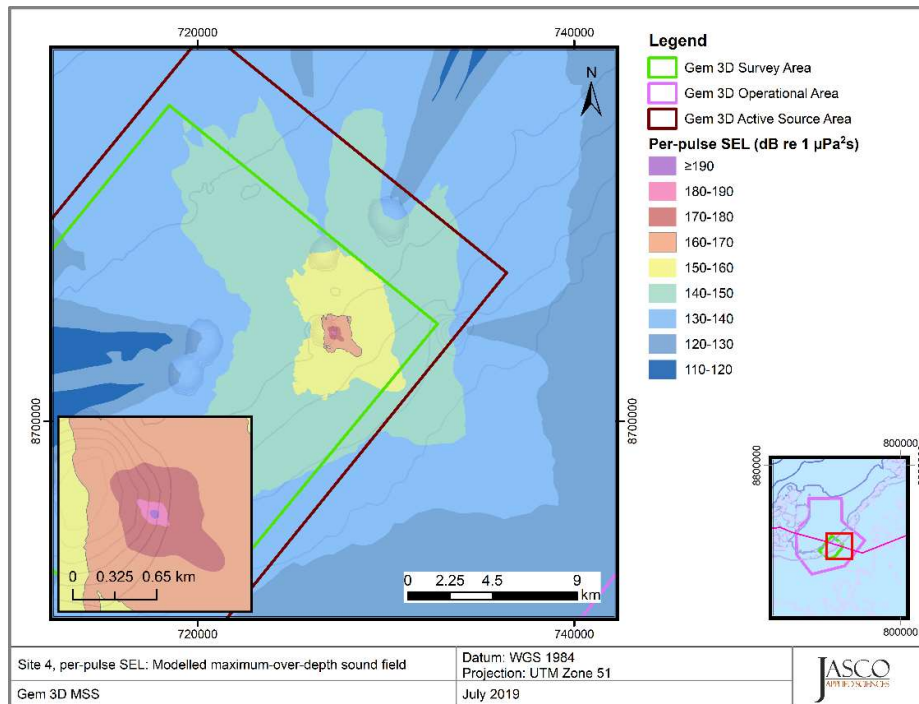 720000
740000
Legend
N
Gem 3D Survey Area
Gem 3D Operational Area
Gem 3D Active Source Area
Per-pulse SEL (dB re 1 µPa²s)
≥190
180-190
170-180
160-170
150-160
140-150
130-140
120-130
110-120
8700000
8700000
800000
8800000
0 0.325 0.65 km
0 2.25 4.5 9
km
720000
740000
800000
Site 4, per-pulse SEL: Modelled maximum-over-depth sound field
Datum: WGS 1984
Projection: UTM Zone 51
JASCO
APPLIED SCIENCES
Gem 3D MSS
July 2019